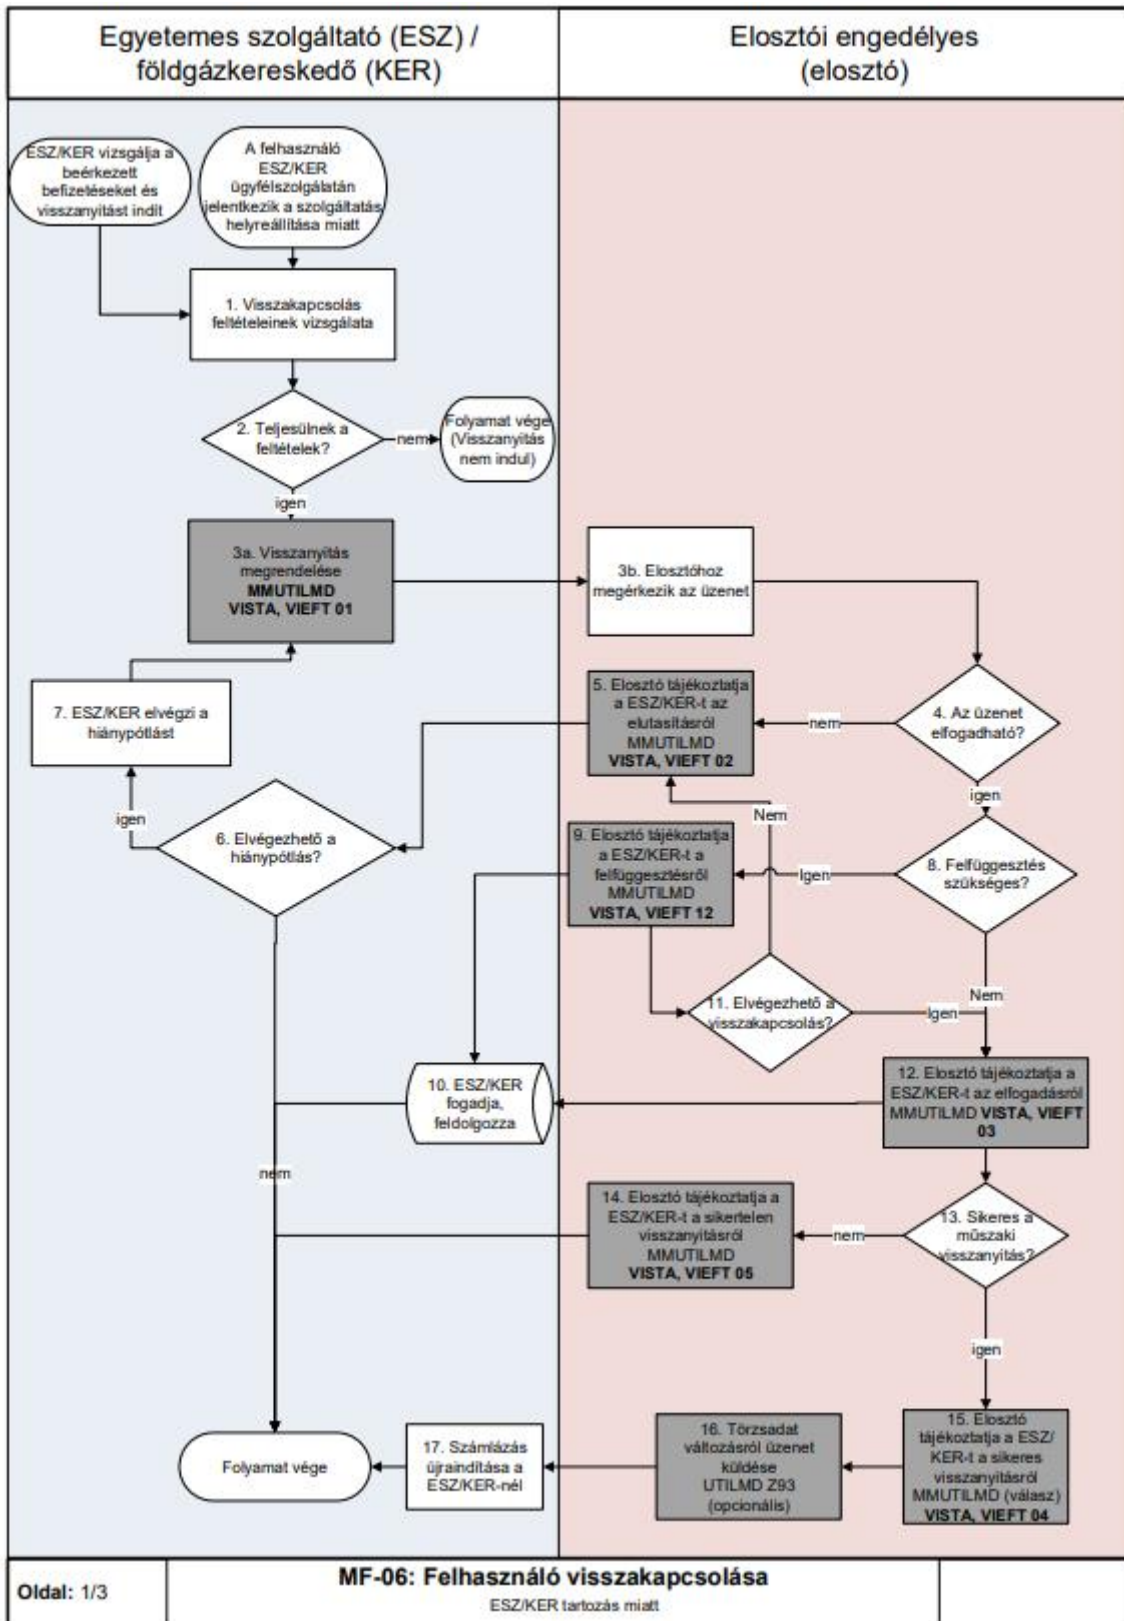 Egyetemes szolgáltató (ESZ) /
földgázkereskedő (KER)
Elosztói engedélyes
(elosztó)
ESZ/KER vizsgálja a
beérkezett
befizetéseket és
visszanyitást indít
A felhasználó
ESZ/KER
ügyfélszolgálatán
jelentkezik a szolgáltatás
helyreállítása miatt
1. Visszakapcsolás
feltételeinek vizsgálata
2. Teljesülnek a
feltételek?
nem
Folyamat vége
(Visszanyitás
nem indul)
igen
3a. Visszanyitás
megrendelése
MMUTILMD
VISTA, VIEFT 01
3b. Elosztóhoz
megérkezik az üzenet
4. Az üzenet
elfogadható?
nem
5. Elosztó tájékoztatja
a ESZ/KER-t az
elutasításról
MMUTILMD
VISTA, VIEFT 02
7. ESZ/KER elvégzi a
hiánypótlást
igen
6. Elvégezhető a
hiánypótlás?
igen
Nem
8. Felfüggesztés
szükséges?
Igen
9. Elosztó tájékoztatja
a ESZ/KER-t a
felfüggesztésről
MMUTILMD
VISTA, VIEFT 12
11. Elvégezhető a
visszakapcsolás?
Igen
Nem
10. ESZ/KER
fogadja,
feldolgozza
12. Elosztó tájékoztatja a
ESZ/KER-t az elfogadásról
MMUTILMD VISTA, VIEFT
03
nem
13. Sikeres a
műszaki
visszanyitás?
nem
14. Elosztó tájékoztatja a
ESZ/KER-t a sikertelen
visszanyitásról
MMUTILMD
VISTA, VIEFT 05
igen
15. Elosztó
tájékoztatja a ESZ/
KER-t a sikeres
visszanyitásról
MMUTILMD (válasz)
VISTA, VIEFT 04
16. Törzsadat
változásról üzenet
küldése
UTILMD Z93
(opcionális)
17. Számlázás
újraindítása a
ESZ/KER-nél
Folyamat vége
Oldal: 1/3
MF-06: Felhasználó visszakapcsolása
ESZ/KER tartozás miatt